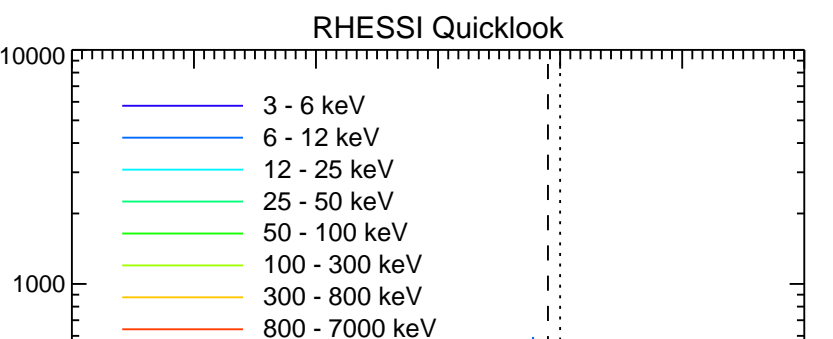 RHESSI Quicklook
10000
3 - 6 keV
6 - 12 keV
12 - 25 keV
25 - 50 keV
50 - 100 keV
100 - 300 keV
1000
300 - 800 keV
800 - 7000 keV